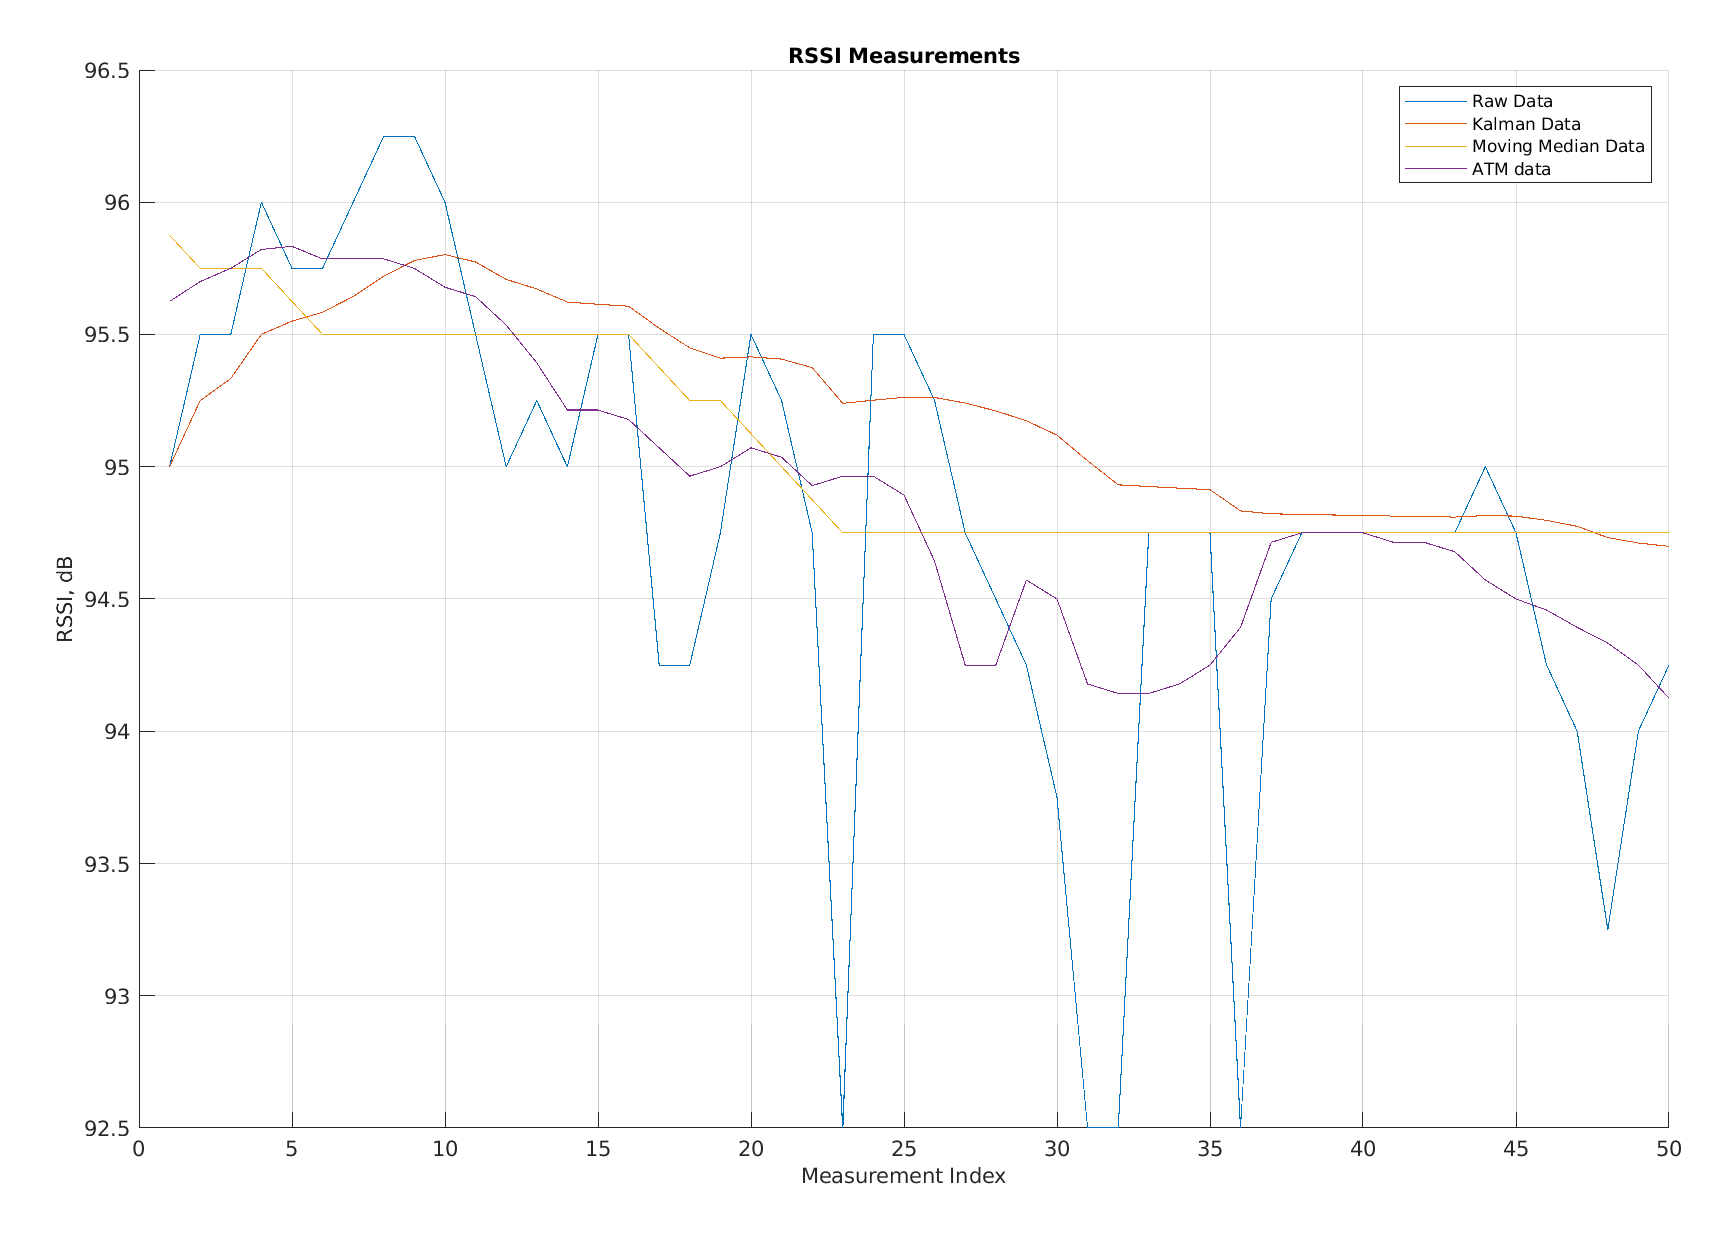 RSSI Measurements
96.5
96
95.5
95
94.5
94
93.5
93
92.5
RSSI, dB
Raw Data
Kalman Data
Moving Median Data
ATM data
0 5 10 15 20 25 30 35 40 45 50
Measurement Index